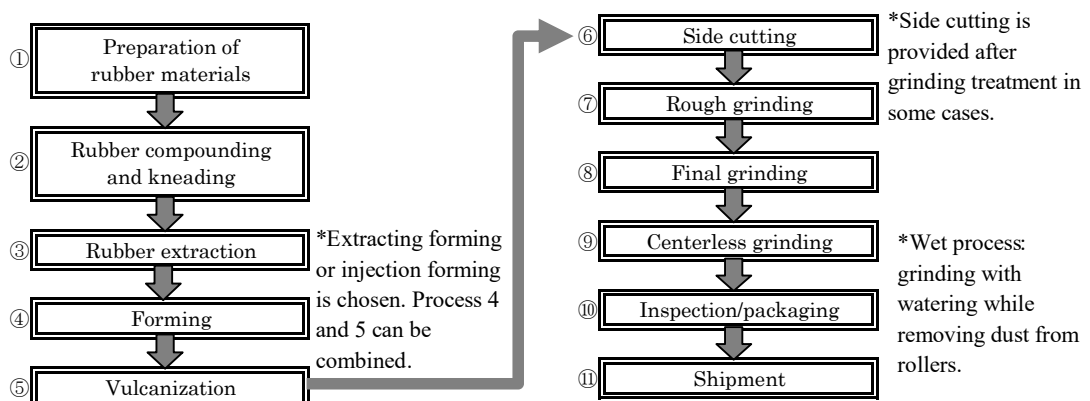 ① Preparation of
rubber materials
② Rubber compounding
and kneading
③ Rubber extraction
④ Forming
*Extracting forming
or injection forming
is chosen. Process 4
and 5 can be
combined.
⑤ Vulcanization
⑥ Side cutting
*Side cutting is
provided after
grinding treatment in
some cases.
⑦ Rough grinding
⑧ Final grinding
⑨ Centerless grinding
*Wet process:
grinding with
watering while
removing dust from
rollers.
⑩ Inspection/packaging
⑪ Shipment